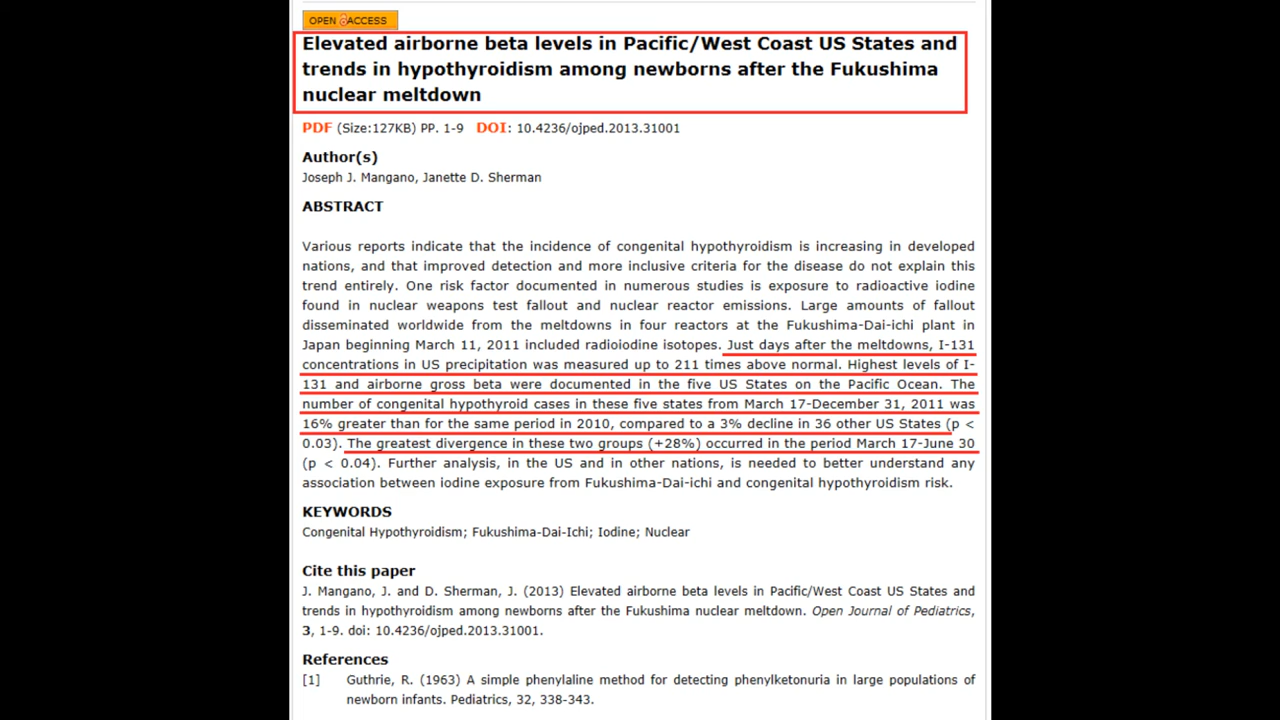 OPEN ACCESS
Elevated airborne beta levels in Pacific/West Coast US States and
trends in hypothyroidism among newborns after the Fukushima
nuclear meltdown
PDF (Size:127KB) PP. 1-9 DOI: 10.4236/ojped.2013.31001
Author(s)
Joseph J. Mangano, Janette D. Sherman
ABSTRACT
Various reports indicate that the incidence of congenital hypothyroidism is increasing in developed
nations, and that improved detection and more inclusive criteria for the disease do not explain this
trend entirely. One risk factor documented in numerous studies is exposure to radioactive iodine
found in nuclear weapons test fallout and nuclear reactor emissions. Large amounts of fallout
disseminated worldwide from the meltdowns in four reactors at the Fukushima-Dai-ichi plant in
Japan beginning March 11, 2011 included radioiodine isotopes. Just days after the meltdowns, I-131
concentrations in US precipitation was measured up to 211 times above normal. Highest levels of I-
131 and airborne gross beta were documented in the five US States on the Pacific Ocean. The
number of congenital hypothyroid cases in these five states from March 17-December 31, 2011 was
16% greater than for the same period in 2010, compared to a 3% decline in 36 other US States (p <
0.03). The greatest divergence in these two groups (+28%) occurred in the period March 17-June 30
(p < 0.04). Further analysis, in the US and in other nations, is needed to better understand any
association between iodine exposure from Fukushima-Dai-ichi and congenital hypothyroidism risk.
KEYWORDS
Congenital Hypothyroidism; Fukushima-Dai-Ichi; Iodine; Nuclear
Cite this paper
J. Mangano, J. and D. Sherman, J. (2013) Elevated airborne beta levels in Pacific/West Coast US States and
trends in hypothyroidism among newborns after the Fukushima nuclear meltdown. Open Journal of Pediatrics,
3, 1-9. doi: 10.4236/ojped.2013.31001.
References
[1] Guthrie, R. (1963) A simple phenylaline method for detecting phenylketonuria in large populations of
newborn infants. Pediatrics, 32, 338-343.